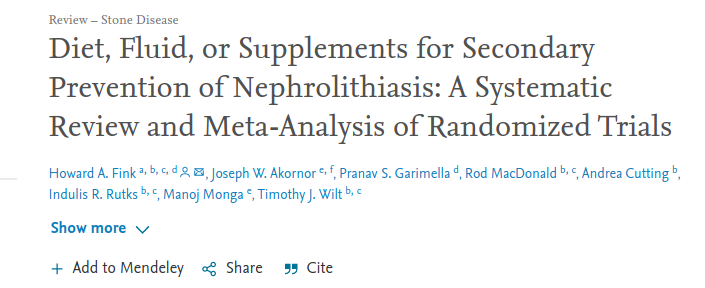 Review – Stone Disease
Diet, Fluid, or Supplements for Secondary
Prevention of Nephrolithiasis: A Systematic
Review and Meta-Analysis of Randomized Trials
Howard A. Fink a, b, c, d, Joseph W. Akornor e, f, Pranav S. Garimella d, Rod MacDonald b, c, Andrea Cutting b,
Indulis R. Rutks b, c, Manoj Monga e, Timothy J. Wilt b, c
Show more
Add to Mendeley Share Cite